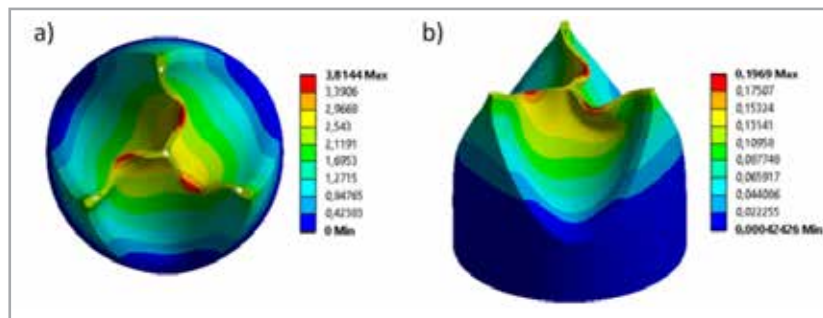 a)
3,8144 Max
3,3906
2,9669
2,543
2,1191
1,6953
1,2715
0,84765
0,42383
0 Min
b)
0,1969 Max
0,17507
0,15324
0,13141
0,10958
0,087748
0,065917
0,044086
0,022255
0,00042426 Min